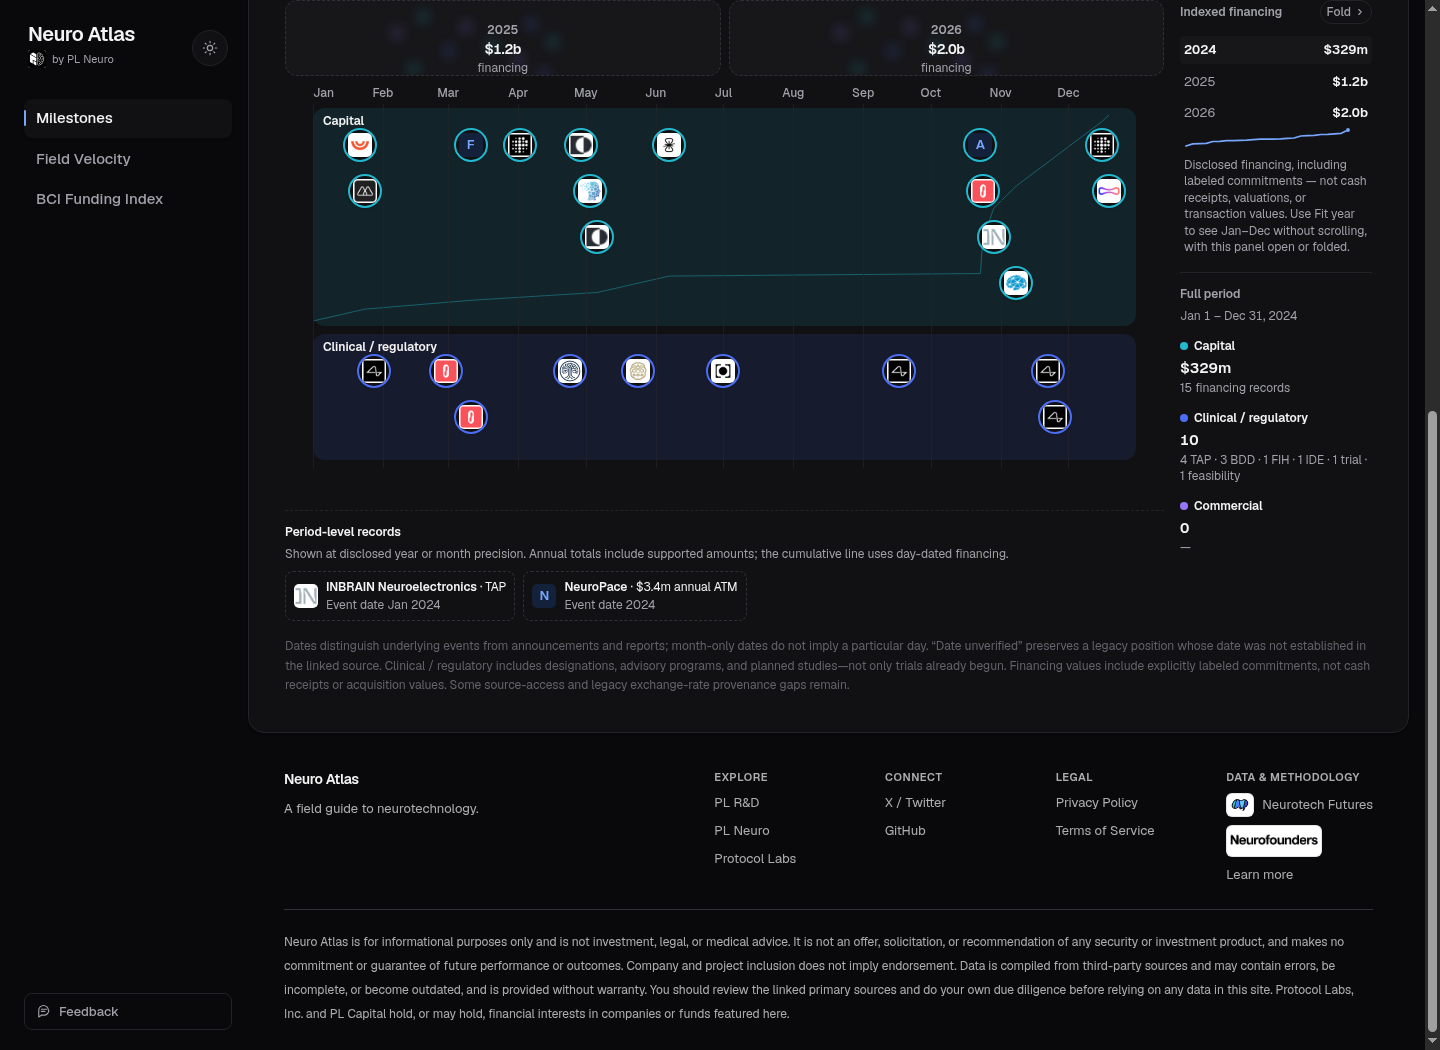 Neuro Atlas
by PL Neuro
Milestones
Field Velocity
BCI Funding Index
Feedback
2025
$1.2b
financing
2026
$2.0b
financing
Jan Feb Mar Apr May Jun Jul Aug Sep Oct Nov Dec
Capital
F
A
Clinical / regulatory
Indexed financing
Fold ›
2024 $329m
2025 $1.2b
2026 $2.0b
Disclosed financing, including
labeled commitments — not cash
receipts, valuations, or
transaction values. Use Fit year
to see Jan–Dec without scrolling,
with this panel open or folded.
Full period
Jan 1 – Dec 31, 2024
Capital
$329m
15 financing records
Clinical / regulatory
10
4 TAP · 3 BDD · 1 FIH · 1 IDE · 1 trial ·
1 feasibility
Commercial
0
—
Period-level records
Shown at disclosed year or month precision. Annual totals include supported amounts; the cumulative line uses day-dated financing.
INBRAIN Neuroelectronics · TAP
Event date Jan 2024
N
NeuroPace · $3.4m annual ATM
Event date 2024
Dates distinguish underlying events from announcements and reports; month-only dates do not imply a particular day. “Date unverified” preserves a legacy position whose date was not established in
the linked source. Clinical / regulatory includes designations, advisory programs, and planned studies—not only trials already begun. Financing values include explicitly labeled commitments, not cash
receipts or acquisition values. Some source-access and legacy exchange-rate provenance gaps remain.
Neuro Atlas
A field guide to neurotechnology.
EXPLORE
PL R&D
PL Neuro
Protocol Labs
CONNECT
X / Twitter
GitHub
LEGAL
Privacy Policy
Terms of Service
DATA & METHODOLOGY
Neurotech Futures
Neurofounders
Learn more
Neuro Atlas is for informational purposes only and is not investment, legal, or medical advice. It is not an offer, solicitation, or recommendation of any security or investment product, and makes no
commitment or guarantee of future performance or outcomes. Company and project inclusion does not imply endorsement. Data is compiled from third-party sources and may contain errors, be
incomplete, or become outdated, and is provided without warranty. You should review the linked primary sources and do your own due diligence before relying on any data in this site. Protocol Labs,
Inc. and PL Capital hold, or may hold, financial interests in companies or funds featured here.